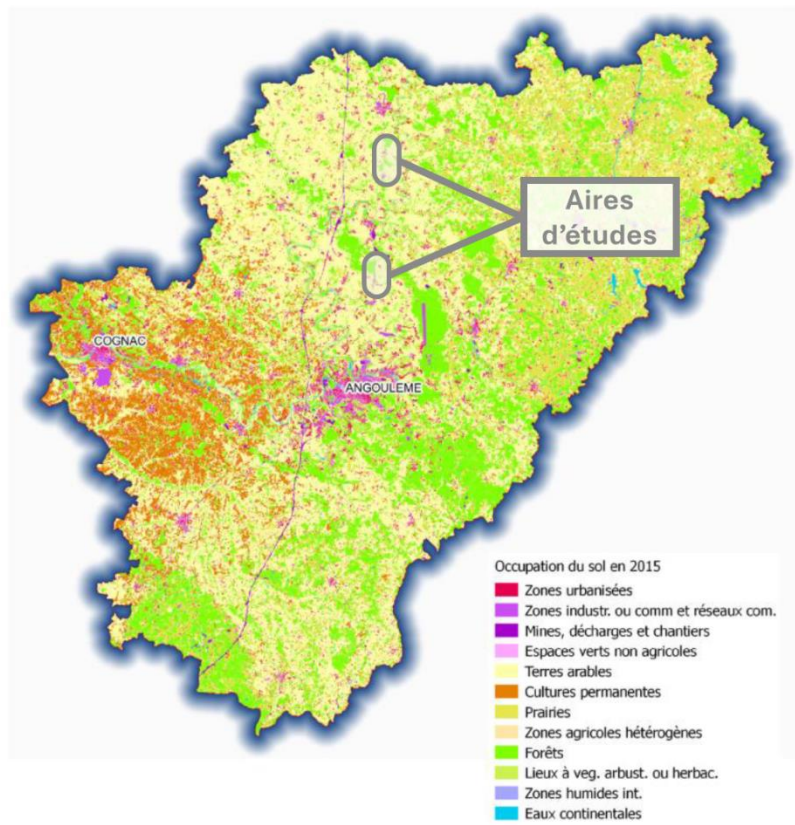 Aires
d'études
COGNAC
ANGOULEME
Occupation du sol en 2015
Zones urbanisées
Zones industr. ou comm et réseaux com.
Mines, décharges et chantiers
Espaces verts non agricoles
Terres arables
Cultures permanentes
Prairies
Zones agricoles hétérogènes
Forêts
Lieux à veg. arbust. ou herbac.
Zones humides int.
Eaux continentales